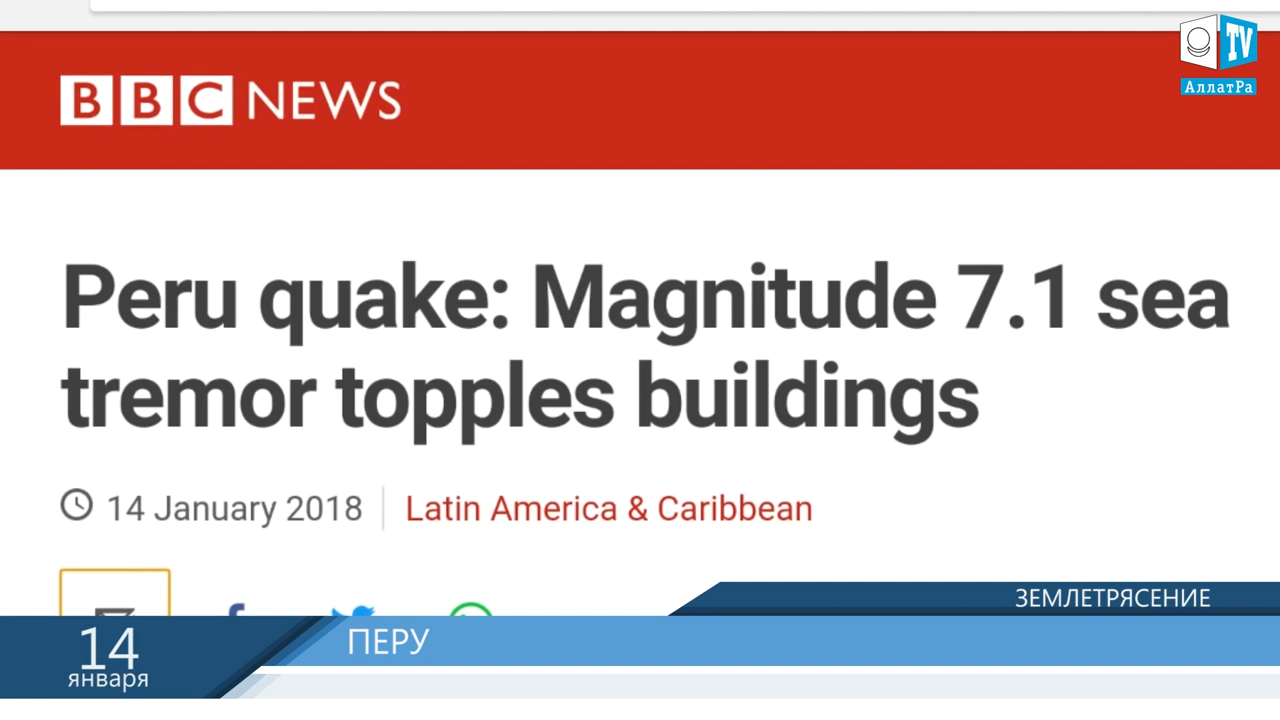 BBC NEWS
TV
АллатРа
Peru quake: Magnitude 7.1 sea
tremor topples buildings
14 January 2018
Latin America & Caribbean
ЗЕМЛЕТРЯСЕНИЕ
14
января
ПЕРУ